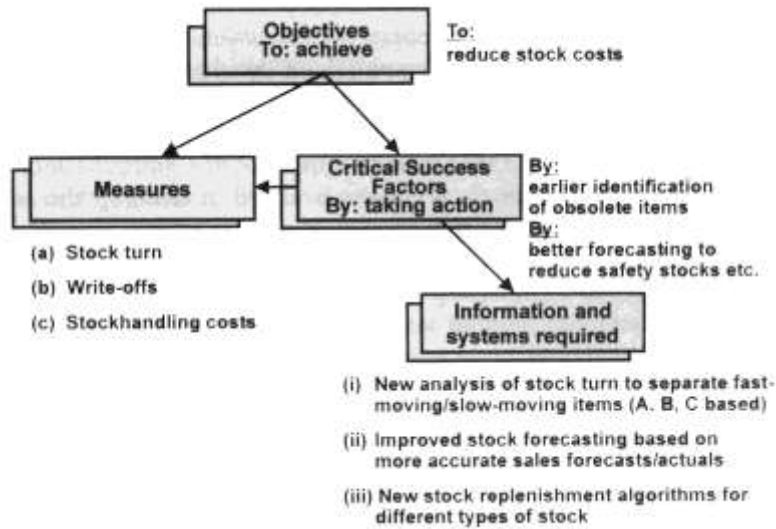 Objectives
To: achieve
To:
reduce stock costs
Measures
Critical Success
Factors
By: taking action
By:
earlier identification
of obsolete items
By:
better forecasting to
reduce safety stocks etc.
(a) Stock turn
(b) Write-offs
(c) Stockhandling costs
Information and
systems required
(i) New analysis of stock turn to separate fast-
moving/slow-moving items (A. B, C based)
(ii) Improved stock forecasting based on
more accurate sales forecasts/actuals
(iii) New stock replenishment algorithms for
different types of stock